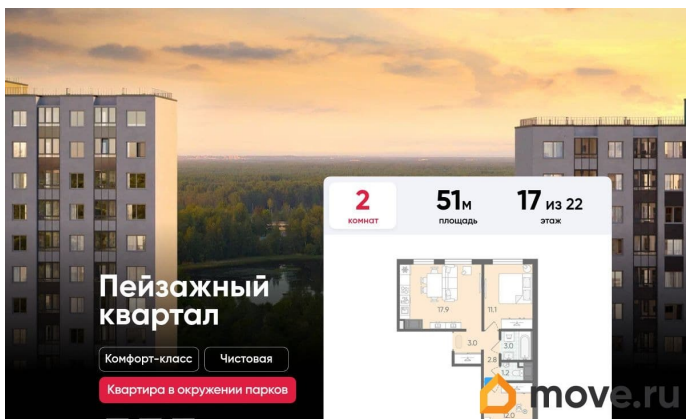 2
комнат
51м
площадь
17 из 22
этаж
17.9
11.1
3.0
3.0
2.8
1.2
12.0
Пейзажный
квартал
Комфорт-класс
Чистовая
Квартира в окружении парков
move.ru